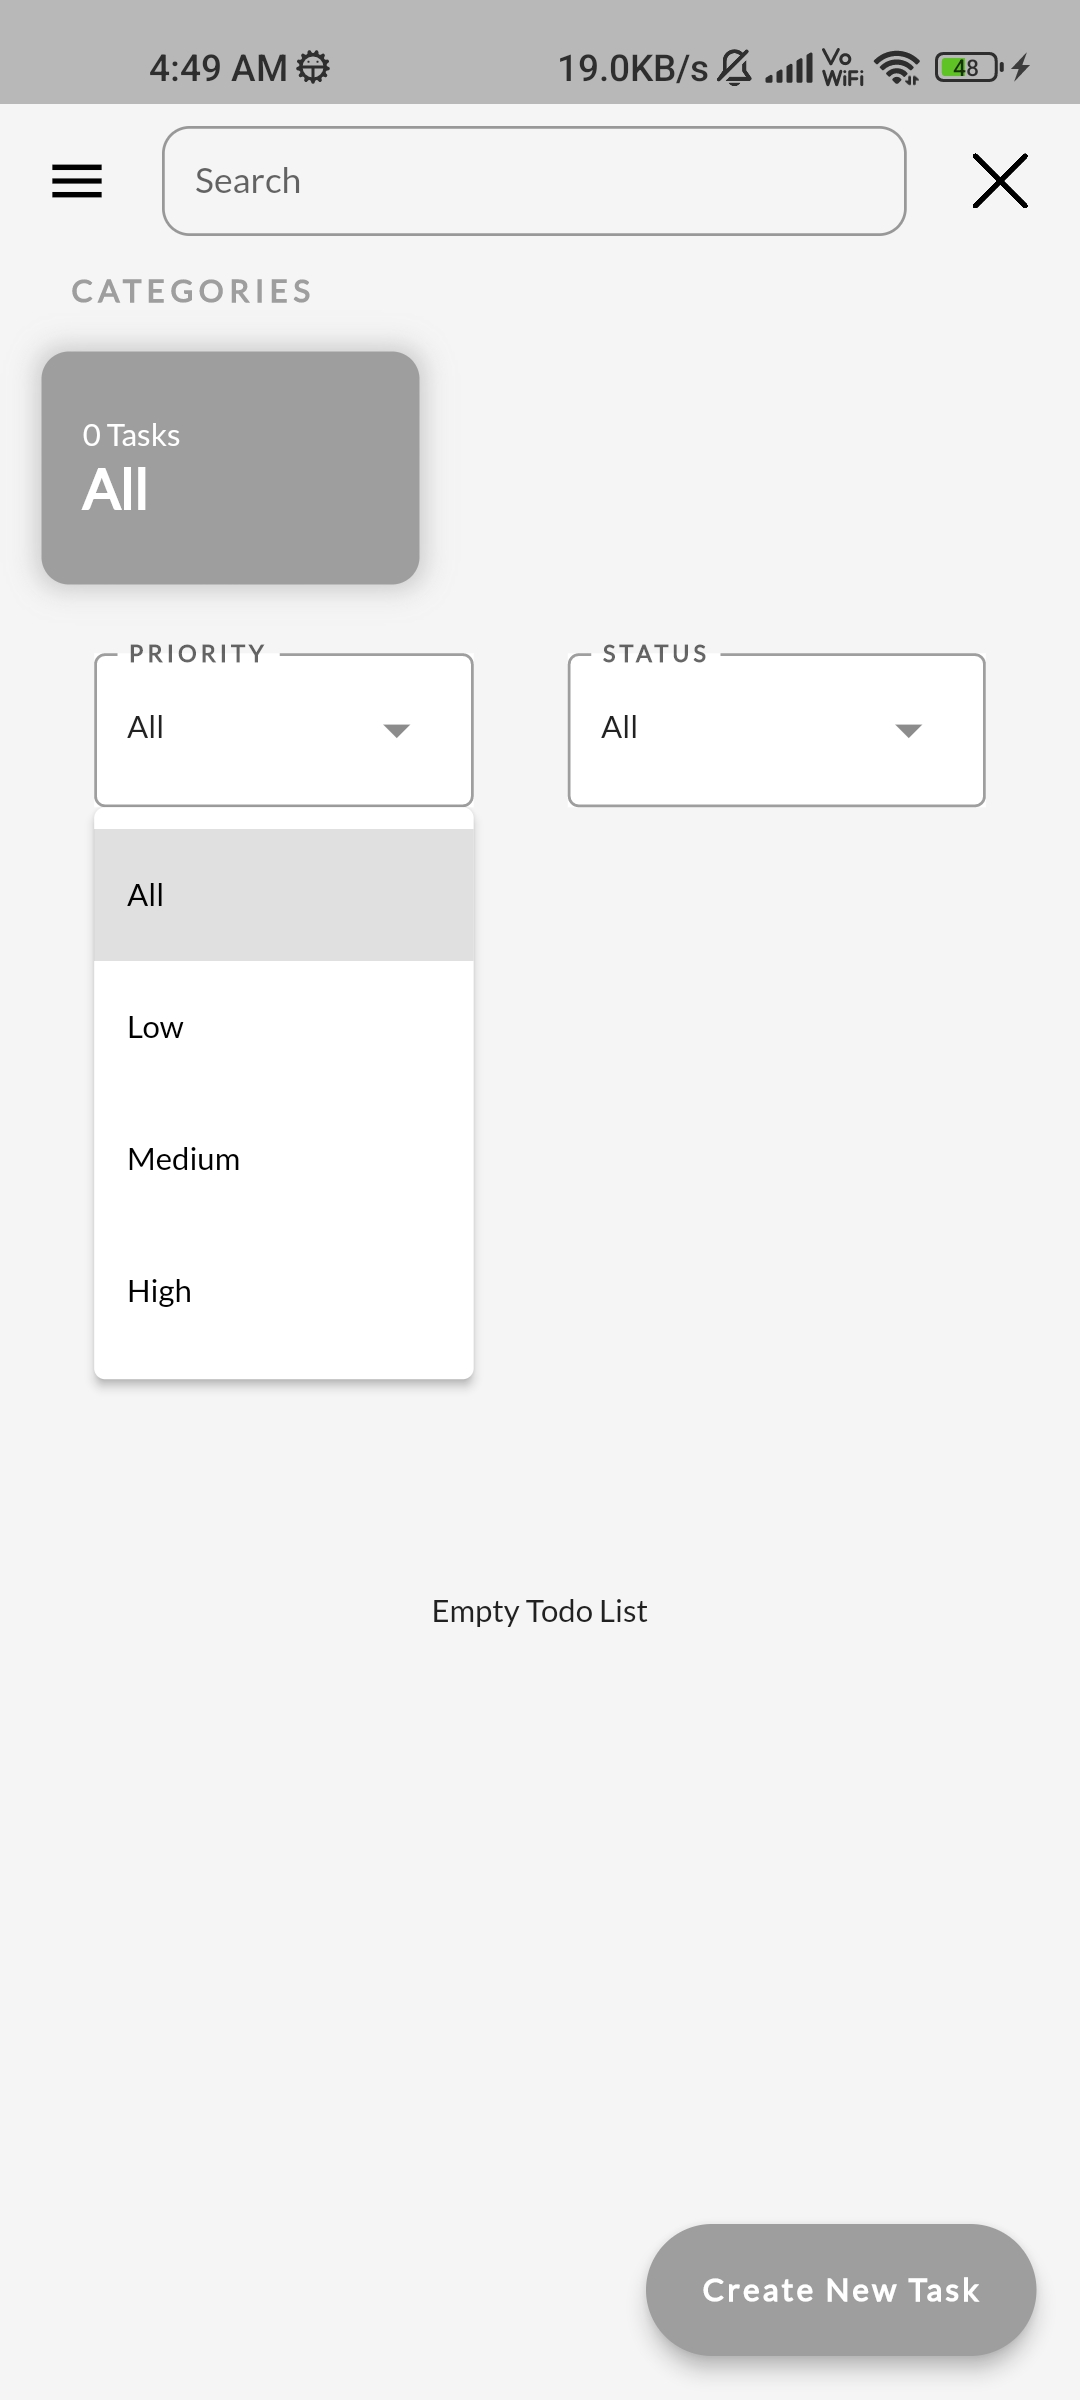 4:49 AM 19.0KB/s Vo WiFi 48
Search
CATEGORIES
0 Tasks
All
PRIORITY STATUS
All All
All
Low
Medium
High
Empty Todo List
Create New Task